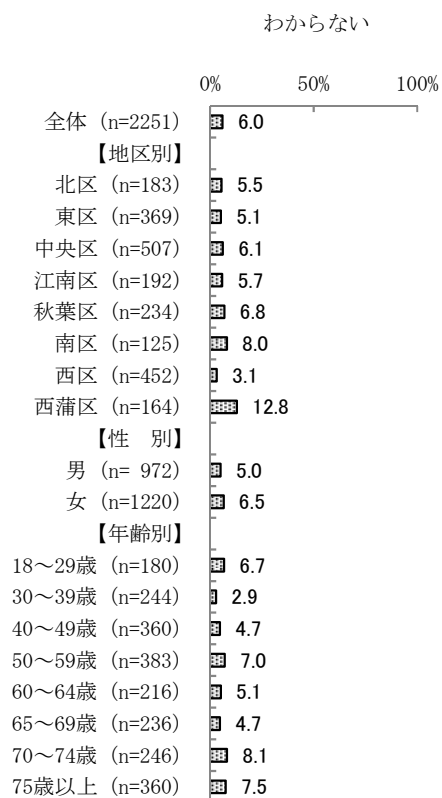 わからない
0% 50% 100%
全体 (n=2251) 6.0
【地区別】
北区 (n=183) 5.5
東区 (n=369) 5.1
中央区 (n=507) 6.1
江南区 (n=192) 5.7
秋葉区 (n=234) 6.8
南区 (n=125) 8.0
西区 (n=452) 3.1
西蒲区 (n=164) 12.8
【性　別】
男 (n= 972) 5.0
女 (n=1220) 6.5
【年齢別】
18～29歳 (n=180) 6.7
30～39歳 (n=244) 2.9
40～49歳 (n=360) 4.7
50～59歳 (n=383) 7.0
60～64歳 (n=216) 5.1
65～69歳 (n=236) 4.7
70～74歳 (n=246) 8.1
75歳以上 (n=360) 7.5